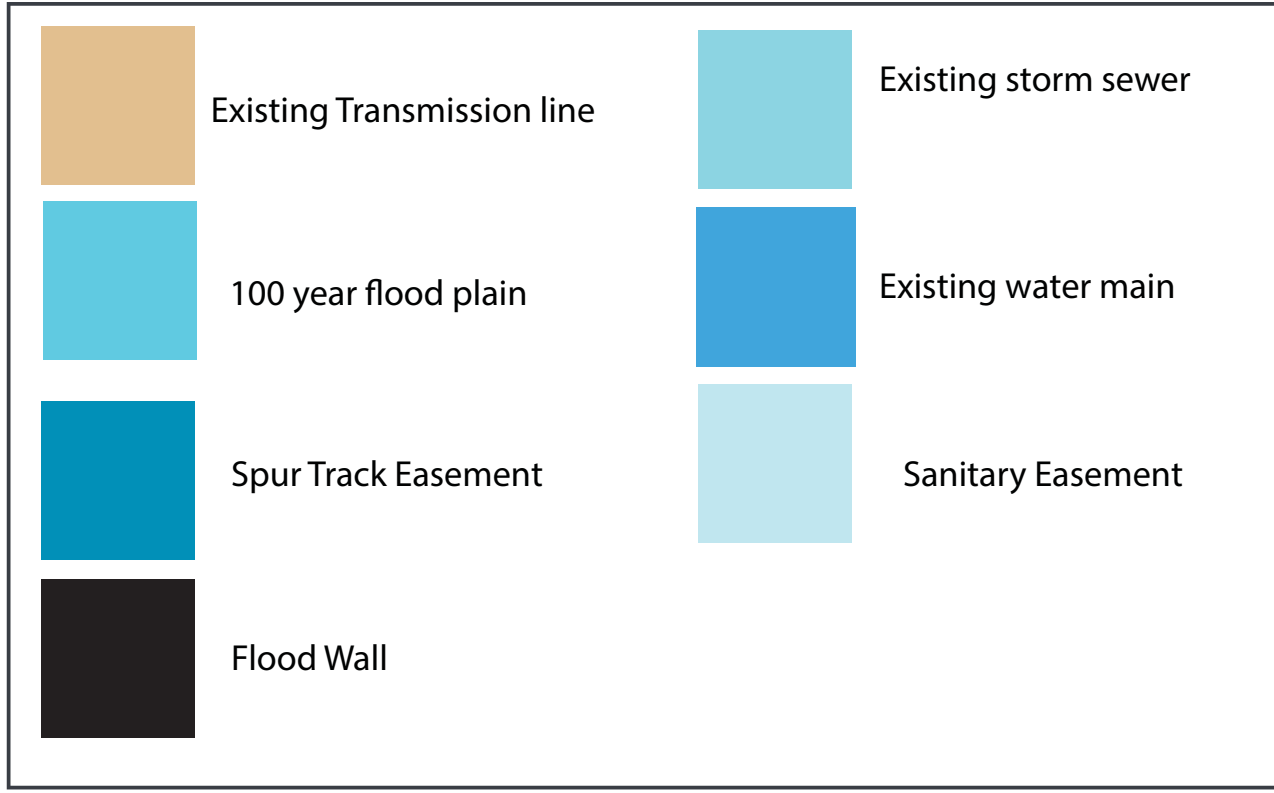 Existing Transmission line
100 year flood plain
Spur Track Easement
Flood Wall
Existing storm sewer
Existing water main
Sanitary Easement